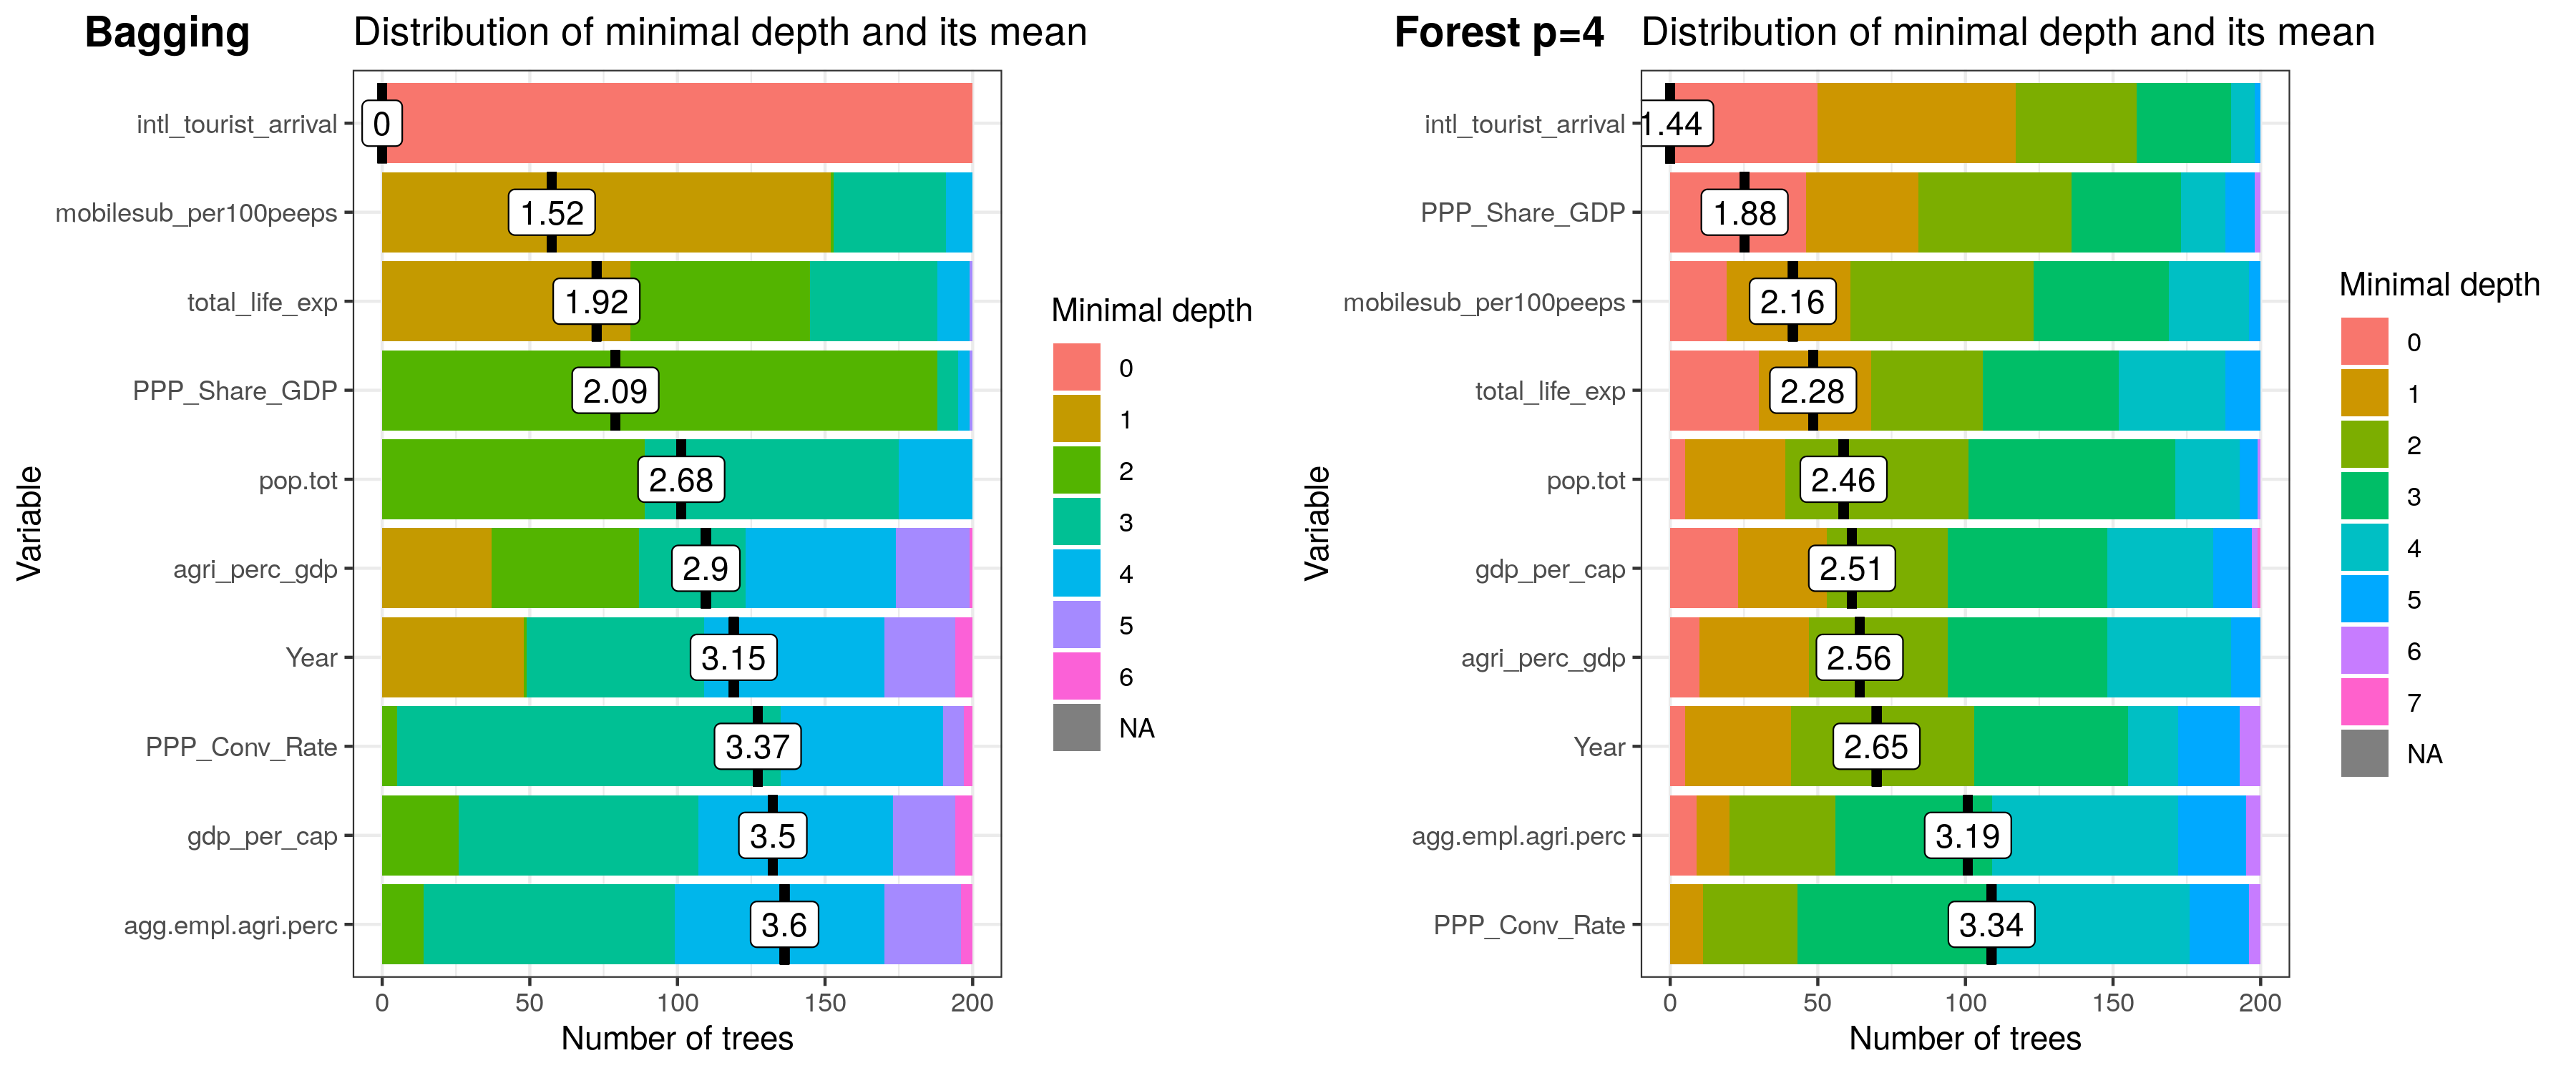 Bagging
Distribution of minimal depth and its mean
Variable
intl_tourist_arrival
0
mobilesub_per100peeps
1.52
total_life_exp
1.92
PPP_Share_GDP
2.09
pop.tot
2.68
agri_perc_gdp
2.9
Year
3.15
PPP_Conv_Rate
3.37
gdp_per_cap
3.5
agg.empl.agri.perc
3.6
0 50 100 150 200
Number of trees
Minimal depth
0
1
2
3
4
5
6
NA
Forest p=4
Distribution of minimal depth and its mean
Variable
intl_tourist_arrival
1.44
PPP_Share_GDP
1.88
mobilesub_per100peeps
2.16
total_life_exp
2.28
pop.tot
2.46
gdp_per_cap
2.51
agri_perc_gdp
2.56
Year
2.65
agg.empl.agri.perc
3.19
PPP_Conv_Rate
3.34
0 50 100 150 200
Number of trees
Minimal depth
0
1
2
3
4
5
6
7
NA